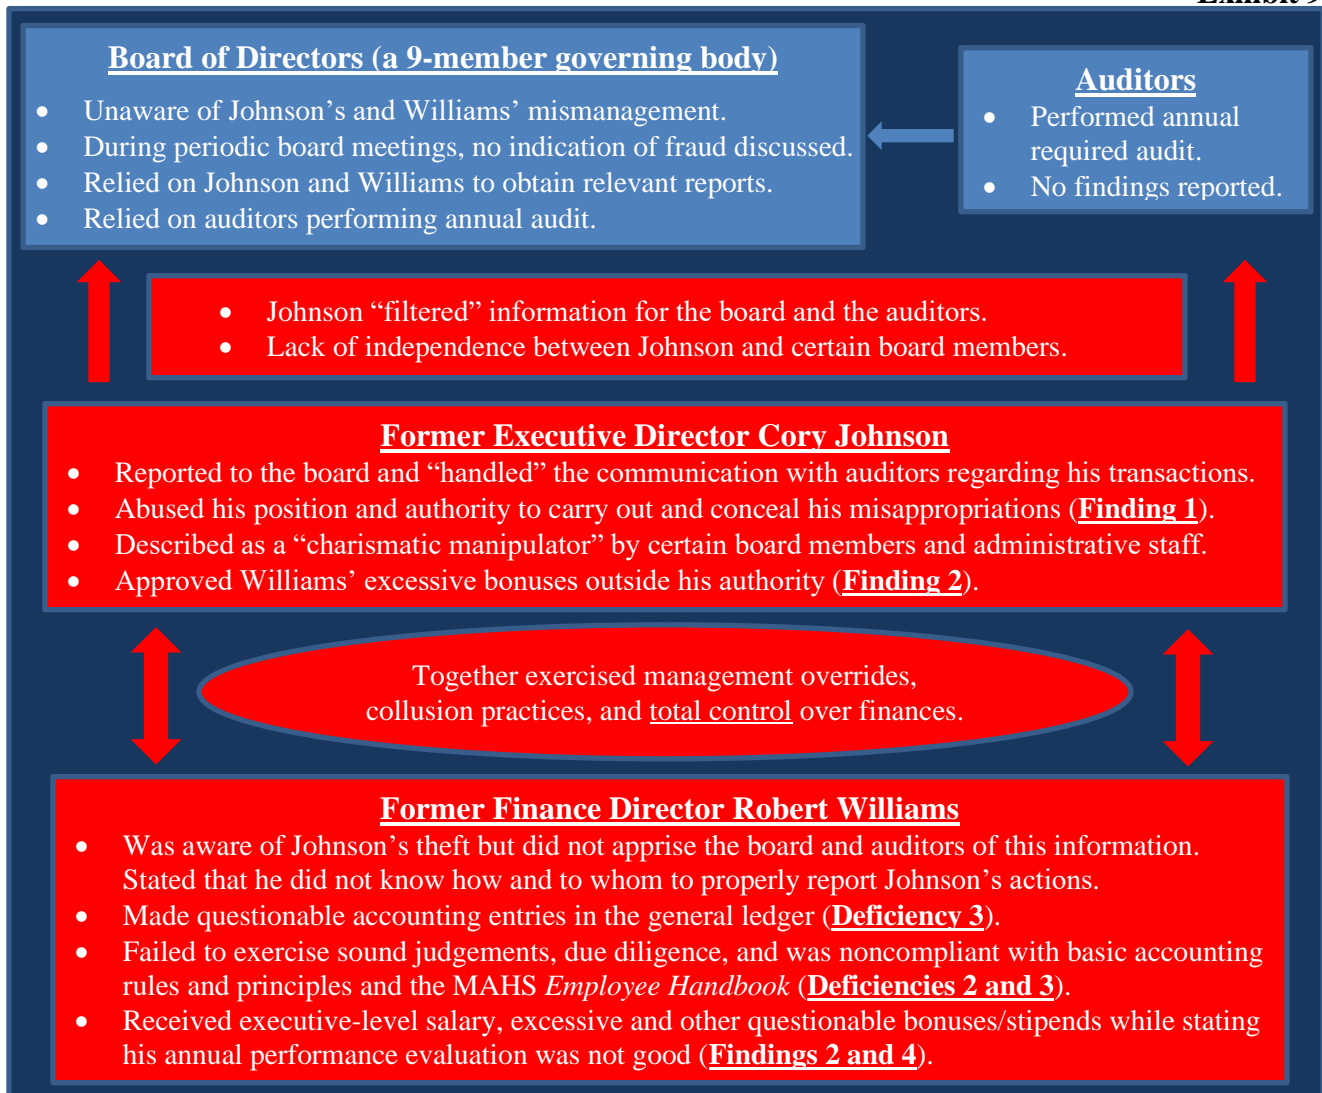 Exhibit 9
Board of Directors (a 9-member governing body)
• Unaware of Johnson’s and Williams’ mismanagement.
• During periodic board meetings, no indication of fraud discussed.
• Relied on Johnson and Williams to obtain relevant reports.
• Relied on auditors performing annual audit.
Auditors
• Performed annual
required audit.
• No findings reported.
• Johnson “filtered” information for the board and the auditors.
• Lack of independence between Johnson and certain board members.
Former Executive Director Cory Johnson
• Reported to the board and “handled” the communication with auditors regarding his transactions.
• Abused his position and authority to carry out and conceal his misappropriations (Finding 1).
• Described as a “charismatic manipulator” by certain board members and administrative staff.
• Approved Williams’ excessive bonuses outside his authority (Finding 2).
Together exercised management overrides,
collusion practices, and total control over finances.
Former Finance Director Robert Williams
• Was aware of Johnson’s theft but did not apprise the board and auditors of this information.
Stated that he did not know how and to whom to properly report Johnson’s actions.
• Made questionable accounting entries in the general ledger (Deficiency 3).
• Failed to exercise sound judgements, due diligence, and was noncompliant with basic accounting
rules and principles and the MAHS Employee Handbook (Deficiencies 2 and 3).
• Received executive-level salary, excessive and other questionable bonuses/stipends while stating
his annual performance evaluation was not good (Findings 2 and 4).